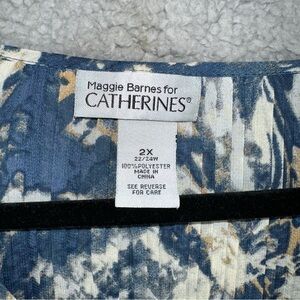 Maggie Barnes for
CATHERINES®
2X
22/24W
100%POLYESTER
MADE IN
CHINA
SEE REVERSE
FOR CARE